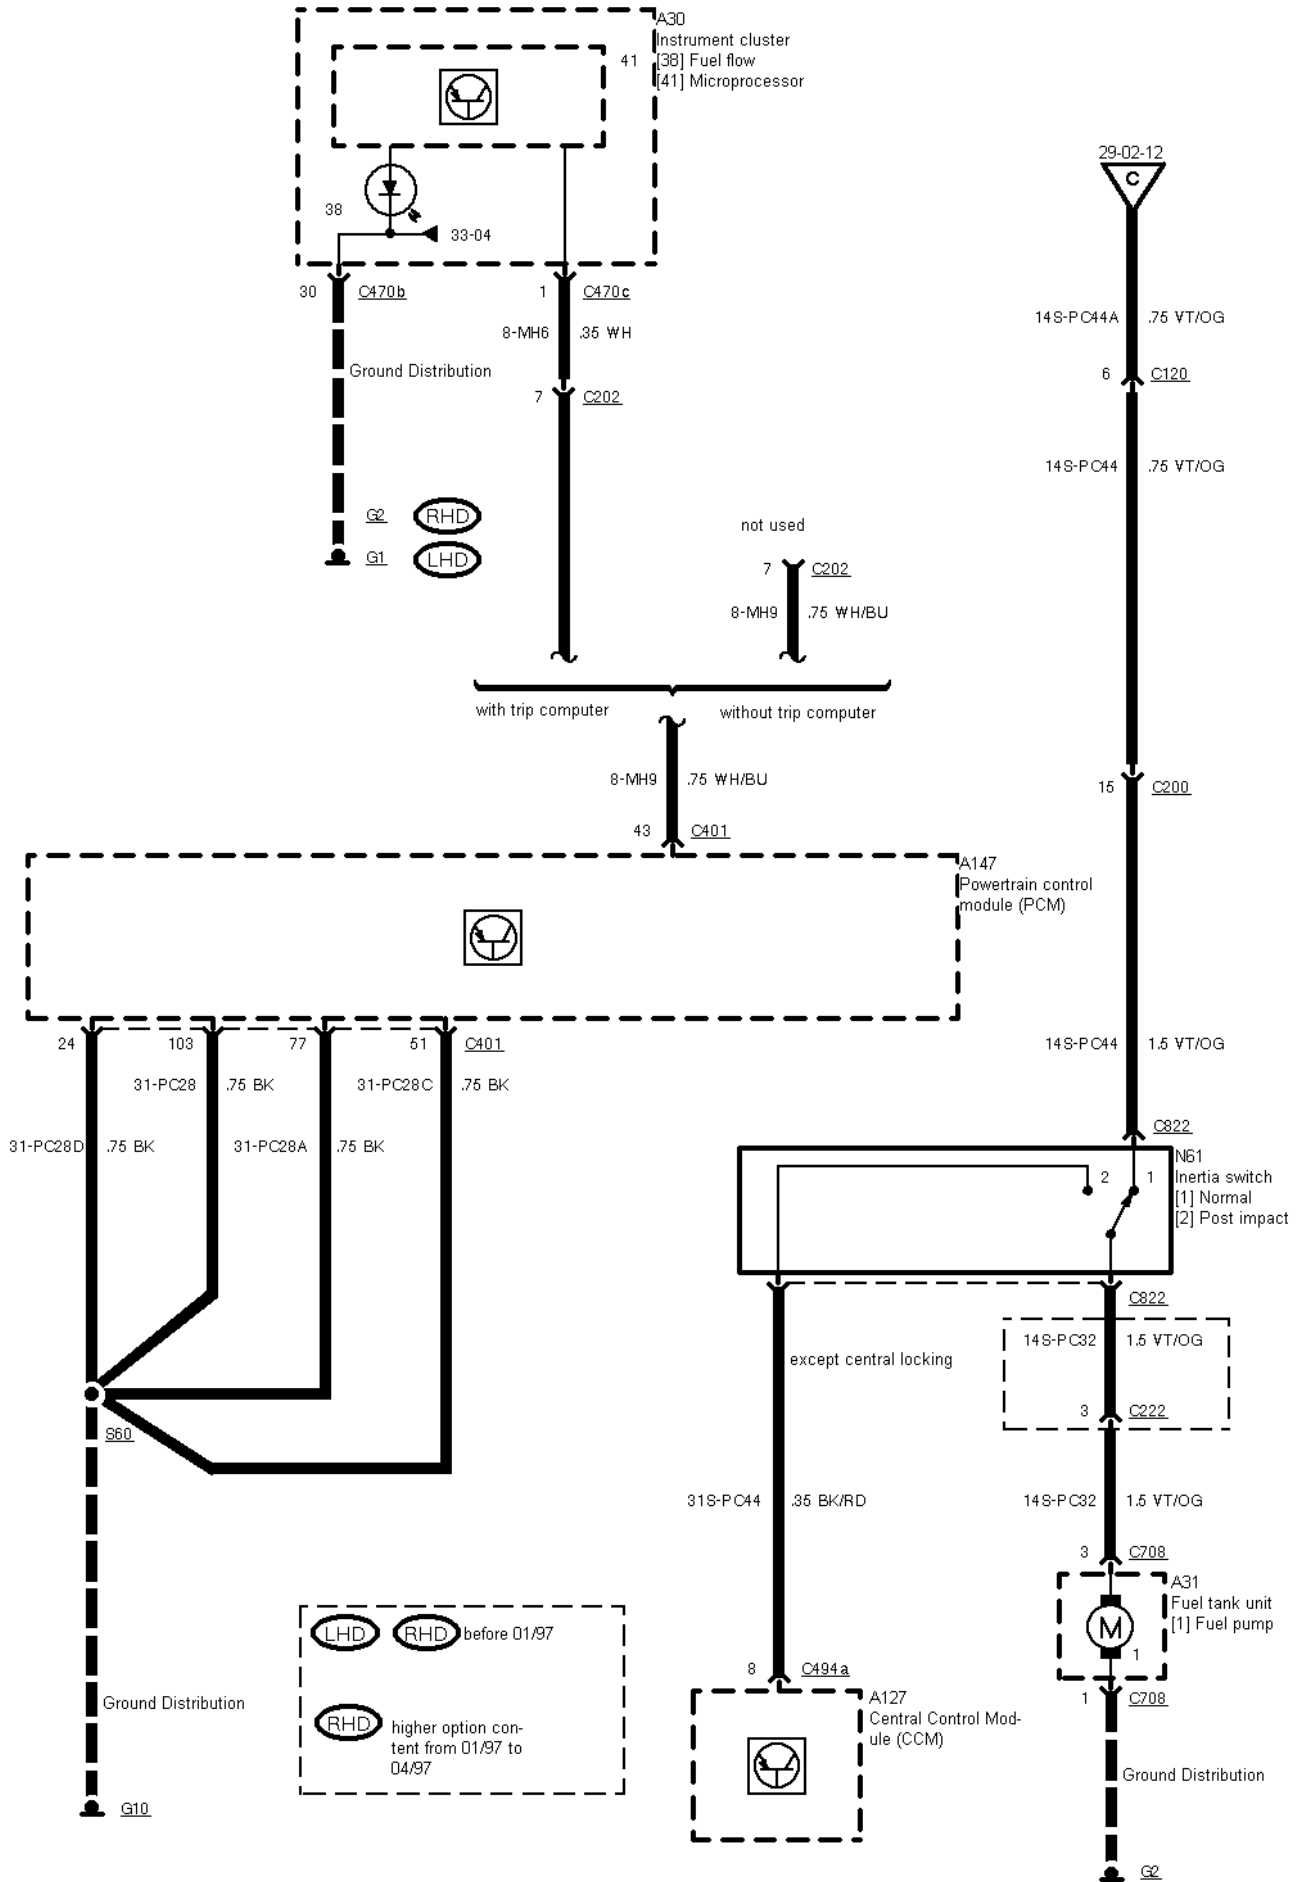 A30
Instrument cluster
[38] Fuel flow
[41] Microprocessor
41
38
33-04
30 C470b
1 C470c
8-MH6 .35 WH
Ground Distribution
7 C202
G2 RHD
G1 LHD
not used
7 C202
8-MH9 .75 WH/BU
with trip computer
without trip computer
8-MH9 .75 WH/BU
43 C401
29-02-12
C
14S-PC44A .75 VT/OG
6 C120
14S-PC44 .75 VT/OG
15 C200
14S-PC44 1.5 VT/OG
C822
A147
Powertrain control
module (PCM)
24 103 77 51 C401
31-PC28 .75 BK
31-PC28C .75 BK
31-PC28D .75 BK
31-PC28A .75 BK
S60
Ground Distribution
G10
N61
Inertia switch
[1] Normal
[2] Post impact
2 1
C822
14S-PC32 1.5 VT/OG
except central locking
3 C222
31S-PC44 .35 BK/RD
14S-PC32 1.5 VT/OG
3 C708
A31
Fuel tank unit
[1] Fuel pump
M
1
1 C708
Ground Distribution
G2
8 C494a
A127
Central Control Mod-
ule (CCM)
LHD RHD before 01/97
RHD higher option con-
tent from 01/97 to
04/97